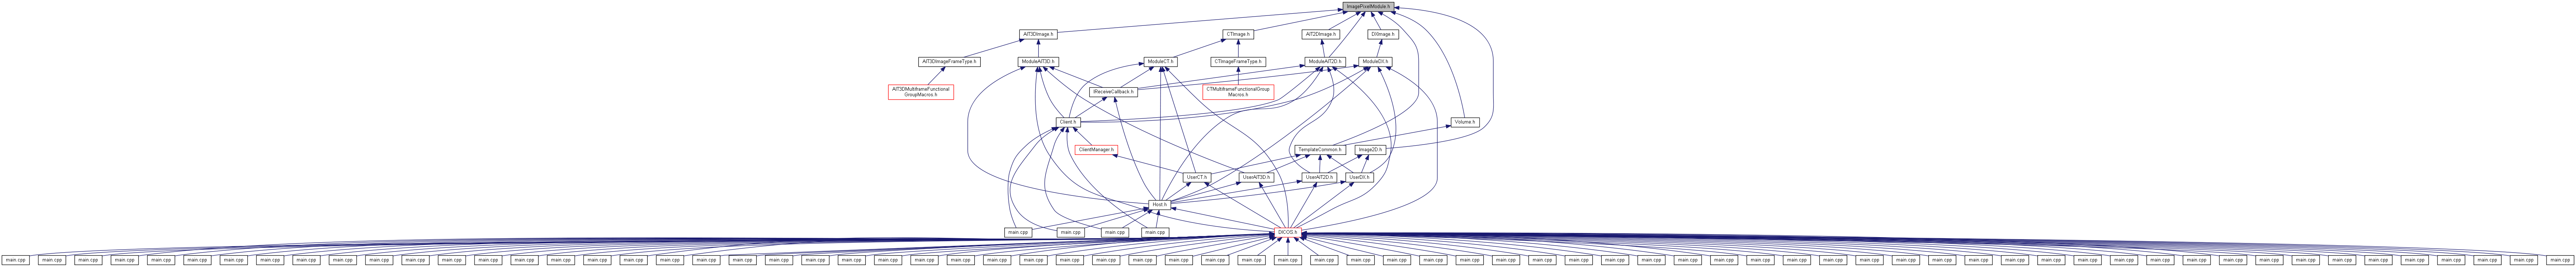 ImagePixelModule.h
AIT3DImage.h CTImage.h AIT2DImage.h DXImage.h
AIT3DImageFrameType.h ModuleAIT3D.h ModuleCT.h CTImageFrameType.h ModuleAIT2D.h ModuleDX.h
AIT3DMultiframeFunctional
GroupMacros.h
IReceiveCallback.h
CTMultiframeFunctionalGroup
Macros.h
Client.h Volume.h
ClientManager.h TemplateCommon.h Image2D.h
UserCT.h UserAIT3D.h UserAIT2D.h UserDX.h
Host.h
main.cpp main.cpp main.cpp main.cpp DICOS.h
main.cpp main.cpp main.cpp main.cpp main.cpp main.cpp main.cpp main.cpp main.cpp main.cpp main.cpp main.cpp main.cpp main.cpp main.cpp main.cpp main.cpp main.cpp main.cpp main.cpp main.cpp main.cpp main.cpp main.cpp main.cpp main.cpp main.cpp main.cpp main.cpp main.cpp main.cpp main.cpp main.cpp main.cpp main.cpp main.cpp main.cpp main.cpp main.cpp main.cpp main.cpp main.cpp main.cpp main.cpp main.cpp main.cpp main.cpp main.cpp main.cpp main.cpp main.cpp main.cpp main.cpp main.cpp main.cpp main.cpp main.cpp main.cpp main.cpp main.cpp main.cpp main.cpp main.cpp main.cpp main.cpp main.cpp main.cpp main.cpp main.cpp main.cpp main.cpp